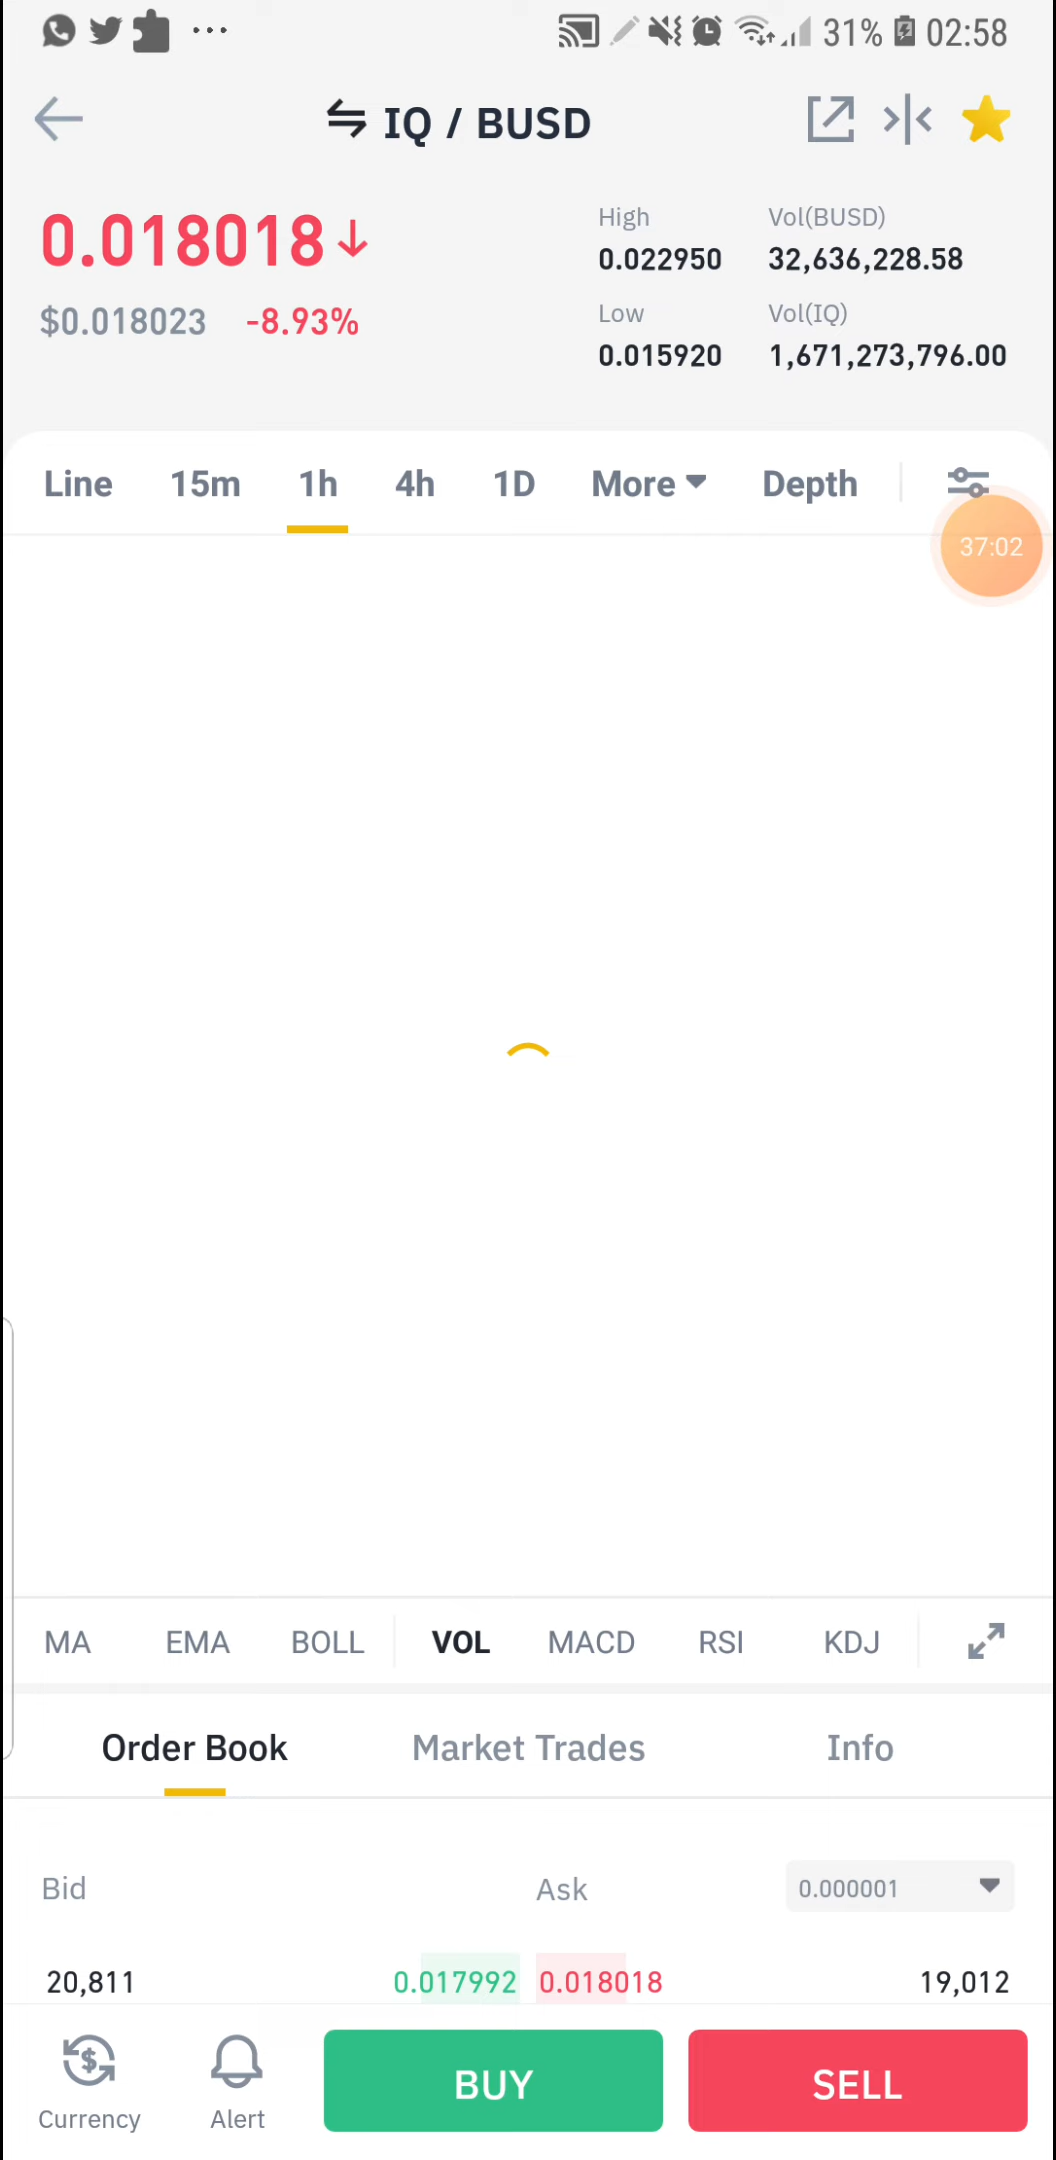 31% 02:58
IQ / BUSD
0.018018↓
$0.018023 -8.93%
High Vol(BUSD)
0.022950 32,636,228.58
Low Vol(IQ)
0.015920 1,671,273,796.00
Line 15m 1h 4h 1D More Depth
37:02
MA EMA BOLL VOL MACD RSI KDJ
Order Book Market Trades Info
Bid Ask 0.000001
20,811 0.017992 0.018018 19,012
Currency Alert BUY SELL